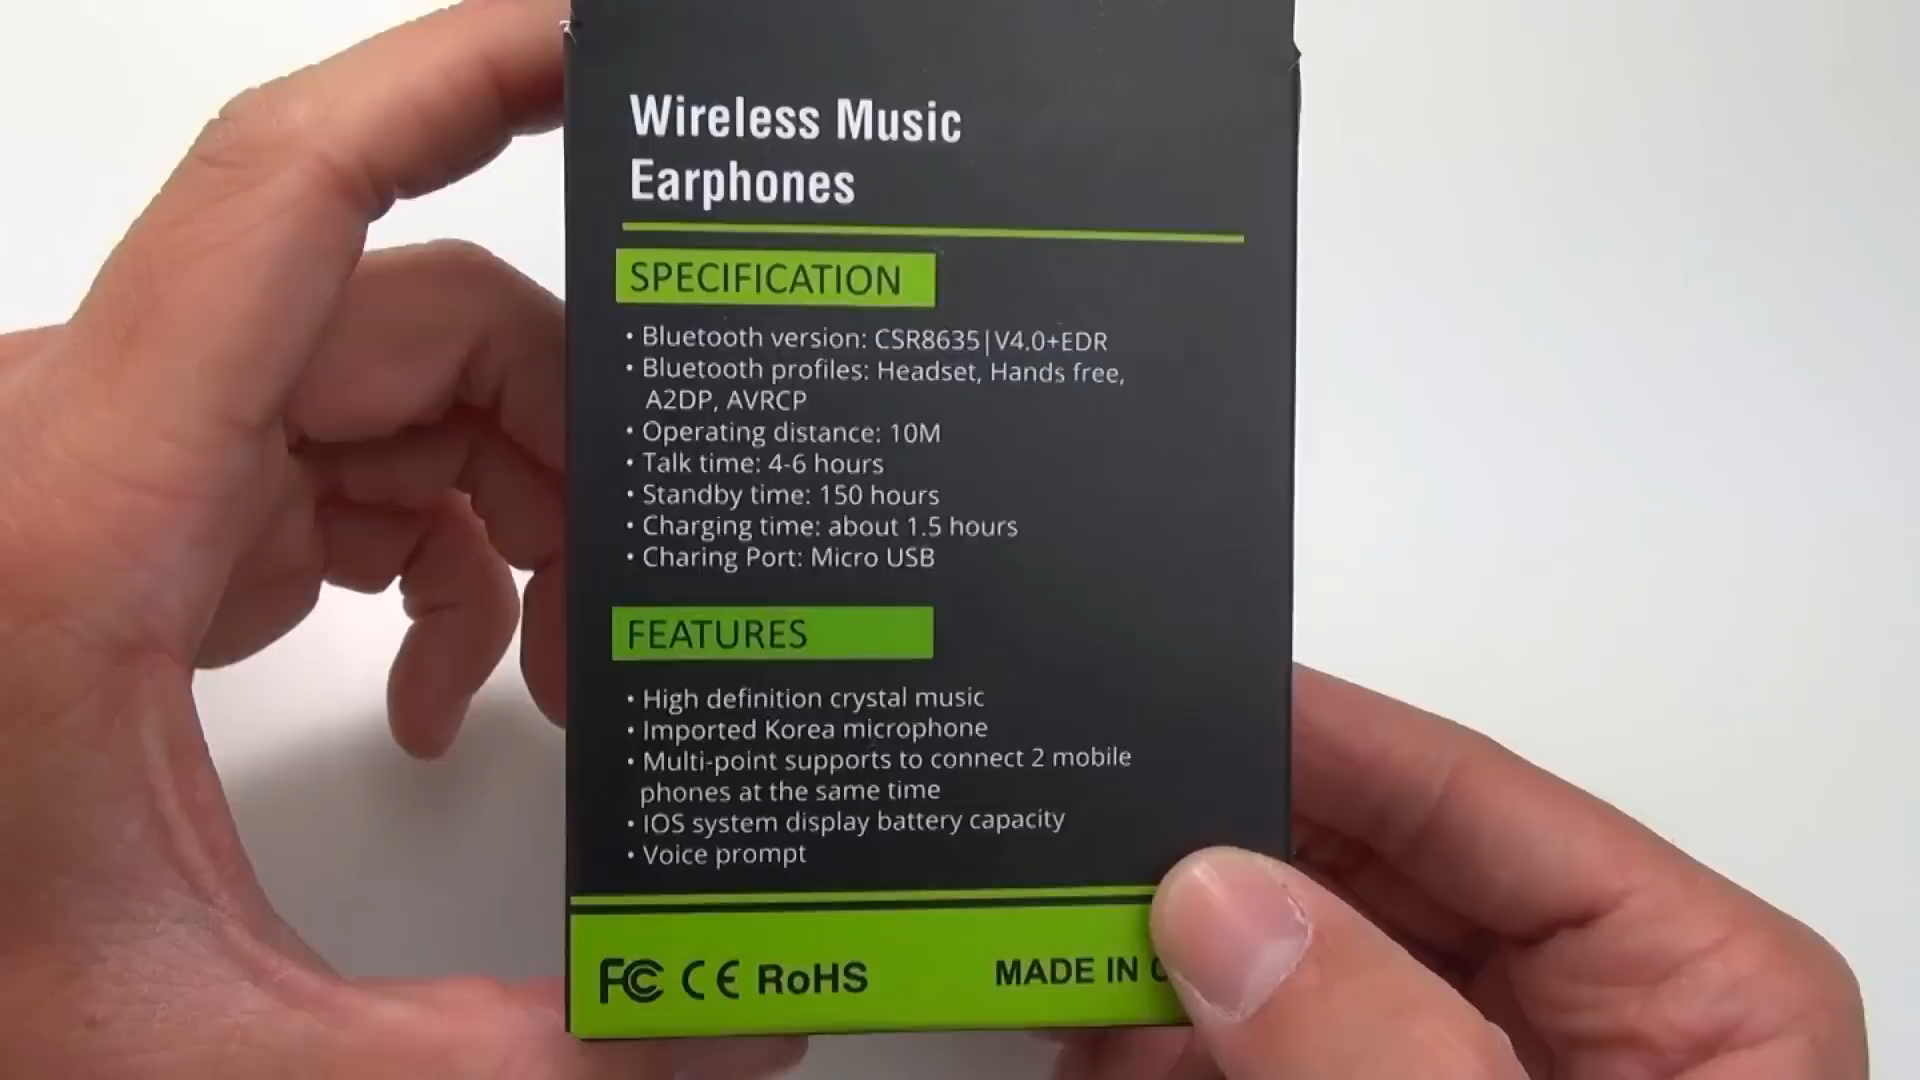 Wireless Music
Earphones
SPECIFICATION
• Bluetooth version: CSR8635|V4.0+EDR
• Bluetooth profiles: Headset, Hands free,
A2DP, AVRCP
• Operating distance: 10M
• Talk time: 4-6 hours
• Standby time: 150 hours
• Charging time: about 1.5 hours
• Charing Port: Micro USB
FEATURES
• High definition crystal music
• Imported Korea microphone
• Multi-point supports to connect 2 mobile
phones at the same time
• IOS system display battery capacity
• Voice prompt
FC CE RoHS MADE IN